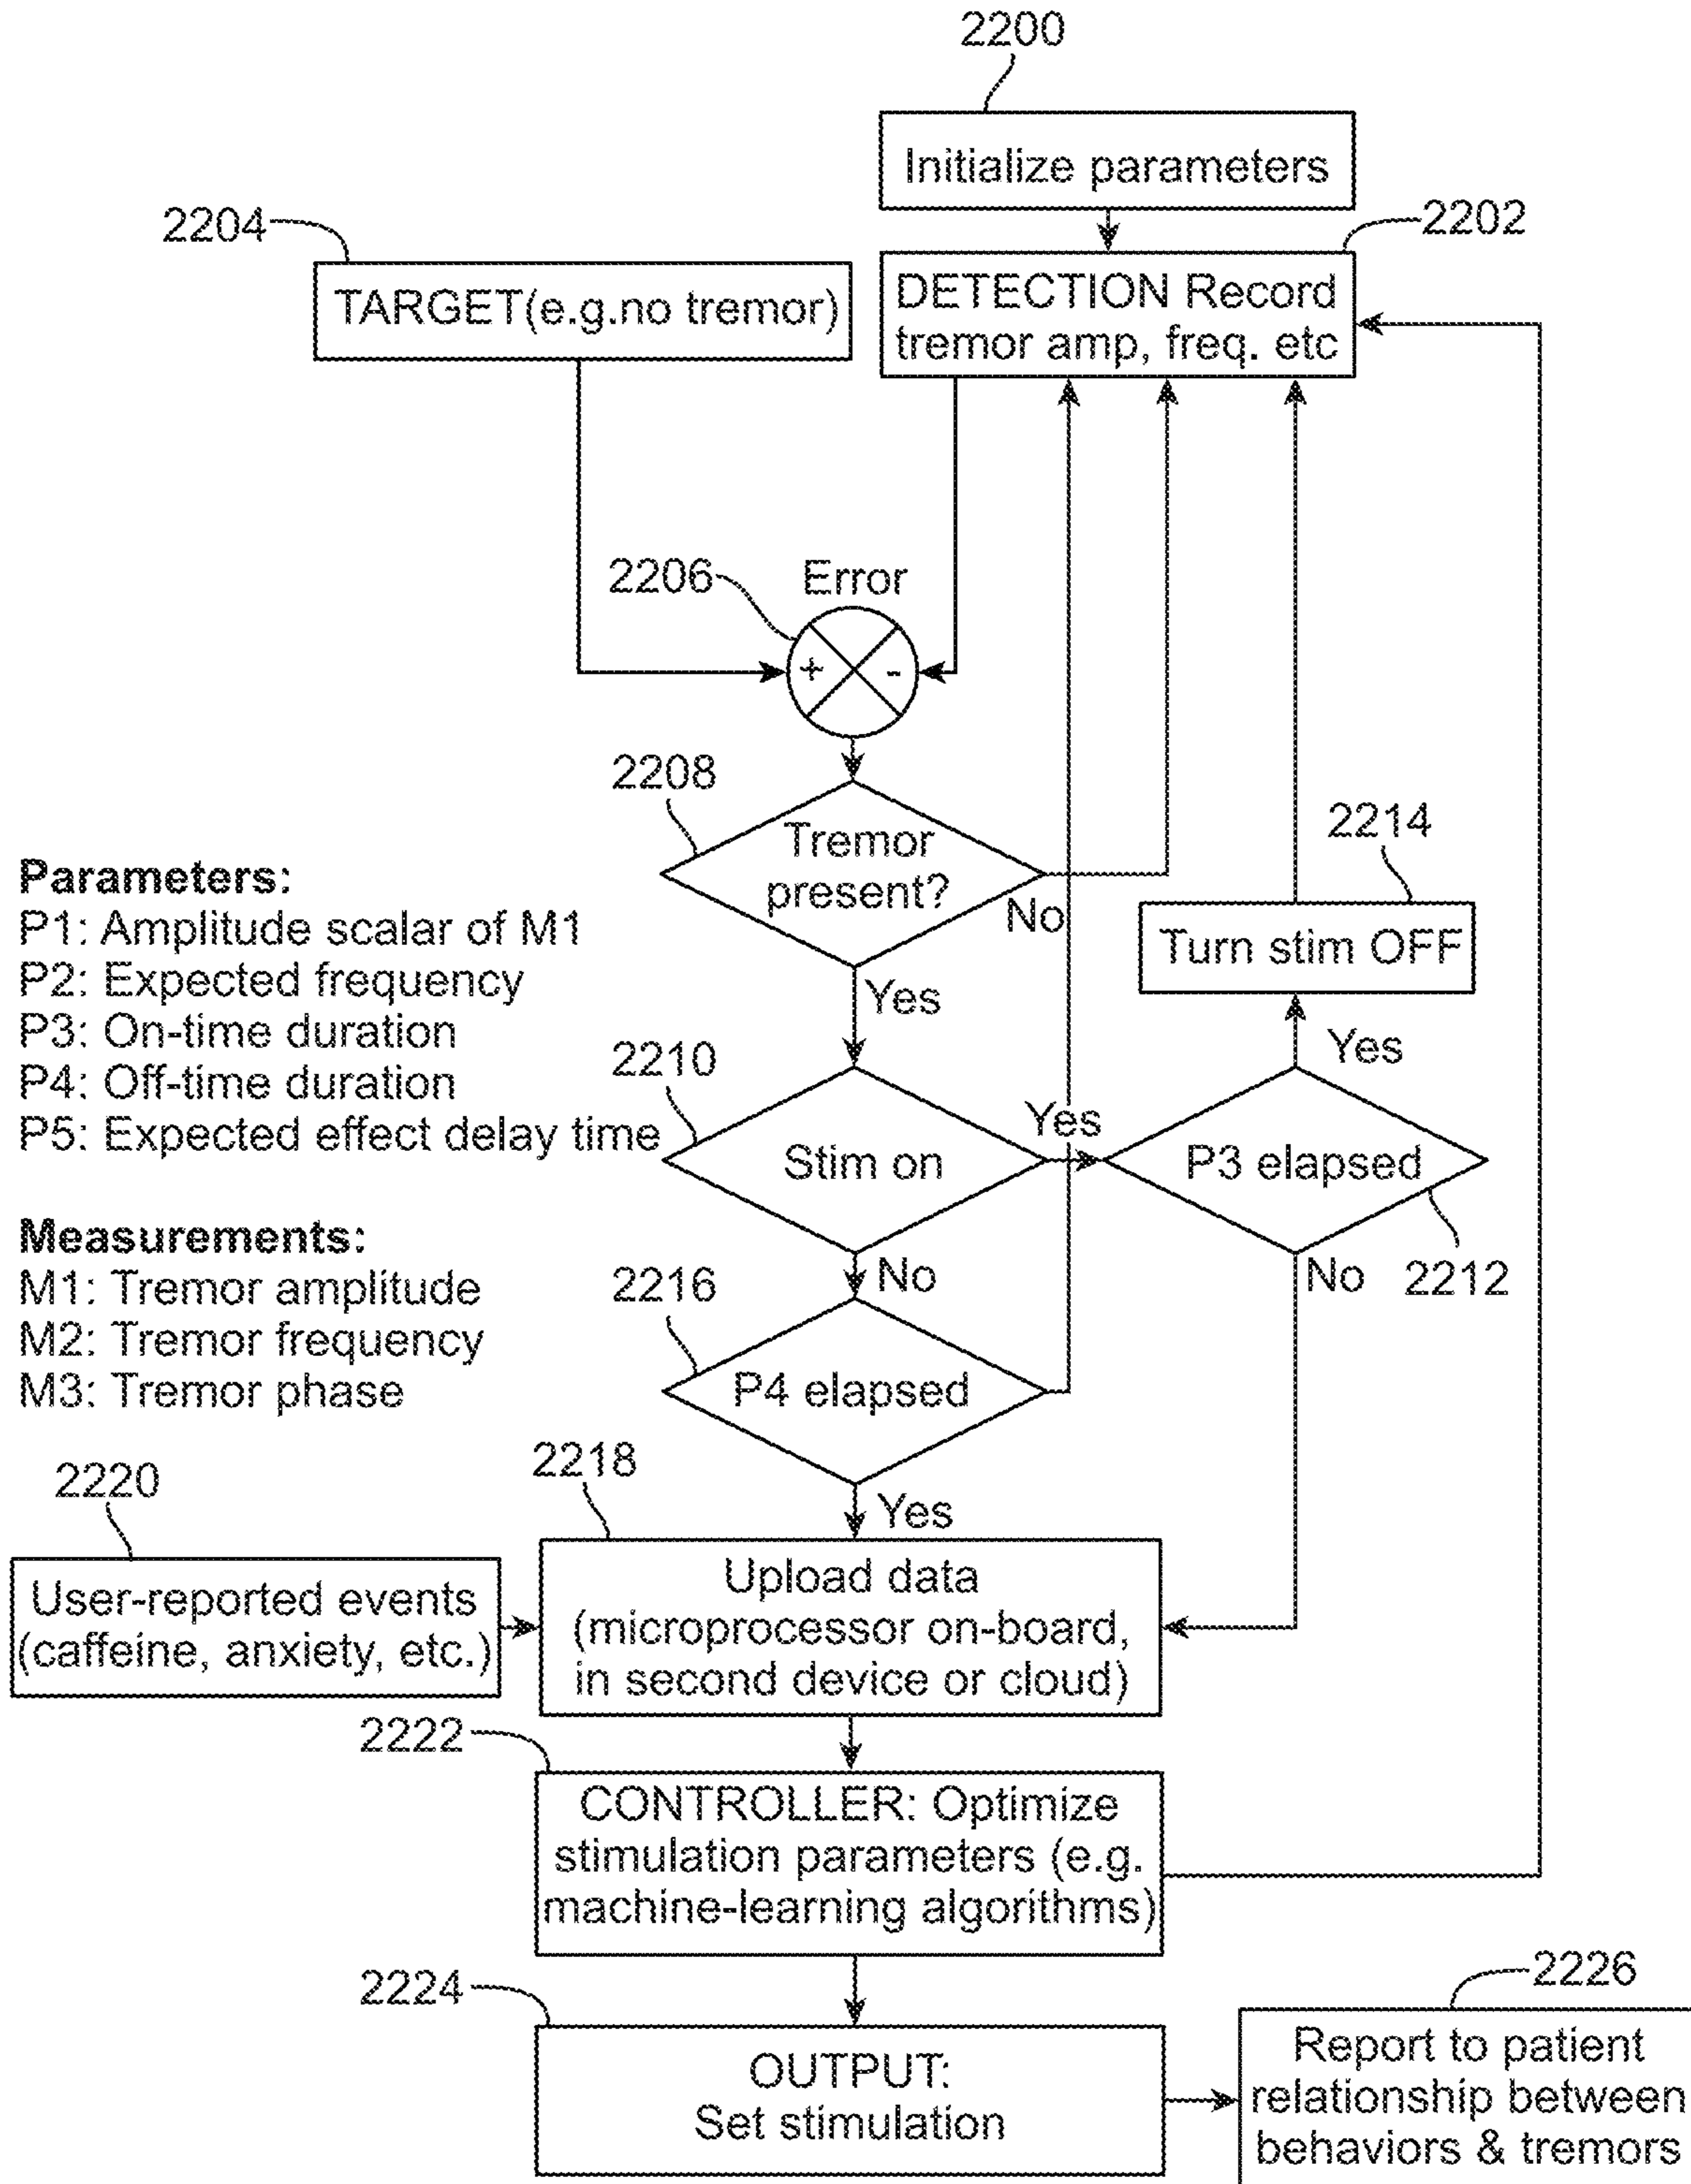 2200
Initialize parameters
2204
2202
TARGET(e.g.no tremor)
DETECTION Record
tremor amp, freq. etc
2206
Error
+
-
2208
Tremor
present?
No
Yes
2214
Turn stim OFF
Parameters:
P1: Amplitude scalar of M1
P2: Expected frequency
P3: On-time duration
P4: Off-time duration
P5: Expected effect delay time
2210
Stim on
Yes
Yes
P3 elapsed
2212
No
No
Measurements:
M1: Tremor amplitude
M2: Tremor frequency
M3: Tremor phase
2216
P4 elapsed
Yes
2218
2220
User-reported events
(caffeine, anxiety, etc.)
Upload data
(microprocessor on-board,
in second device or cloud)
2222
CONTROLLER: Optimize
stimulation parameters (e.g.
machine-learning algorithms)
2224
OUTPUT:
Set stimulation
2226
Report to patient
relationship between
behaviors & tremors